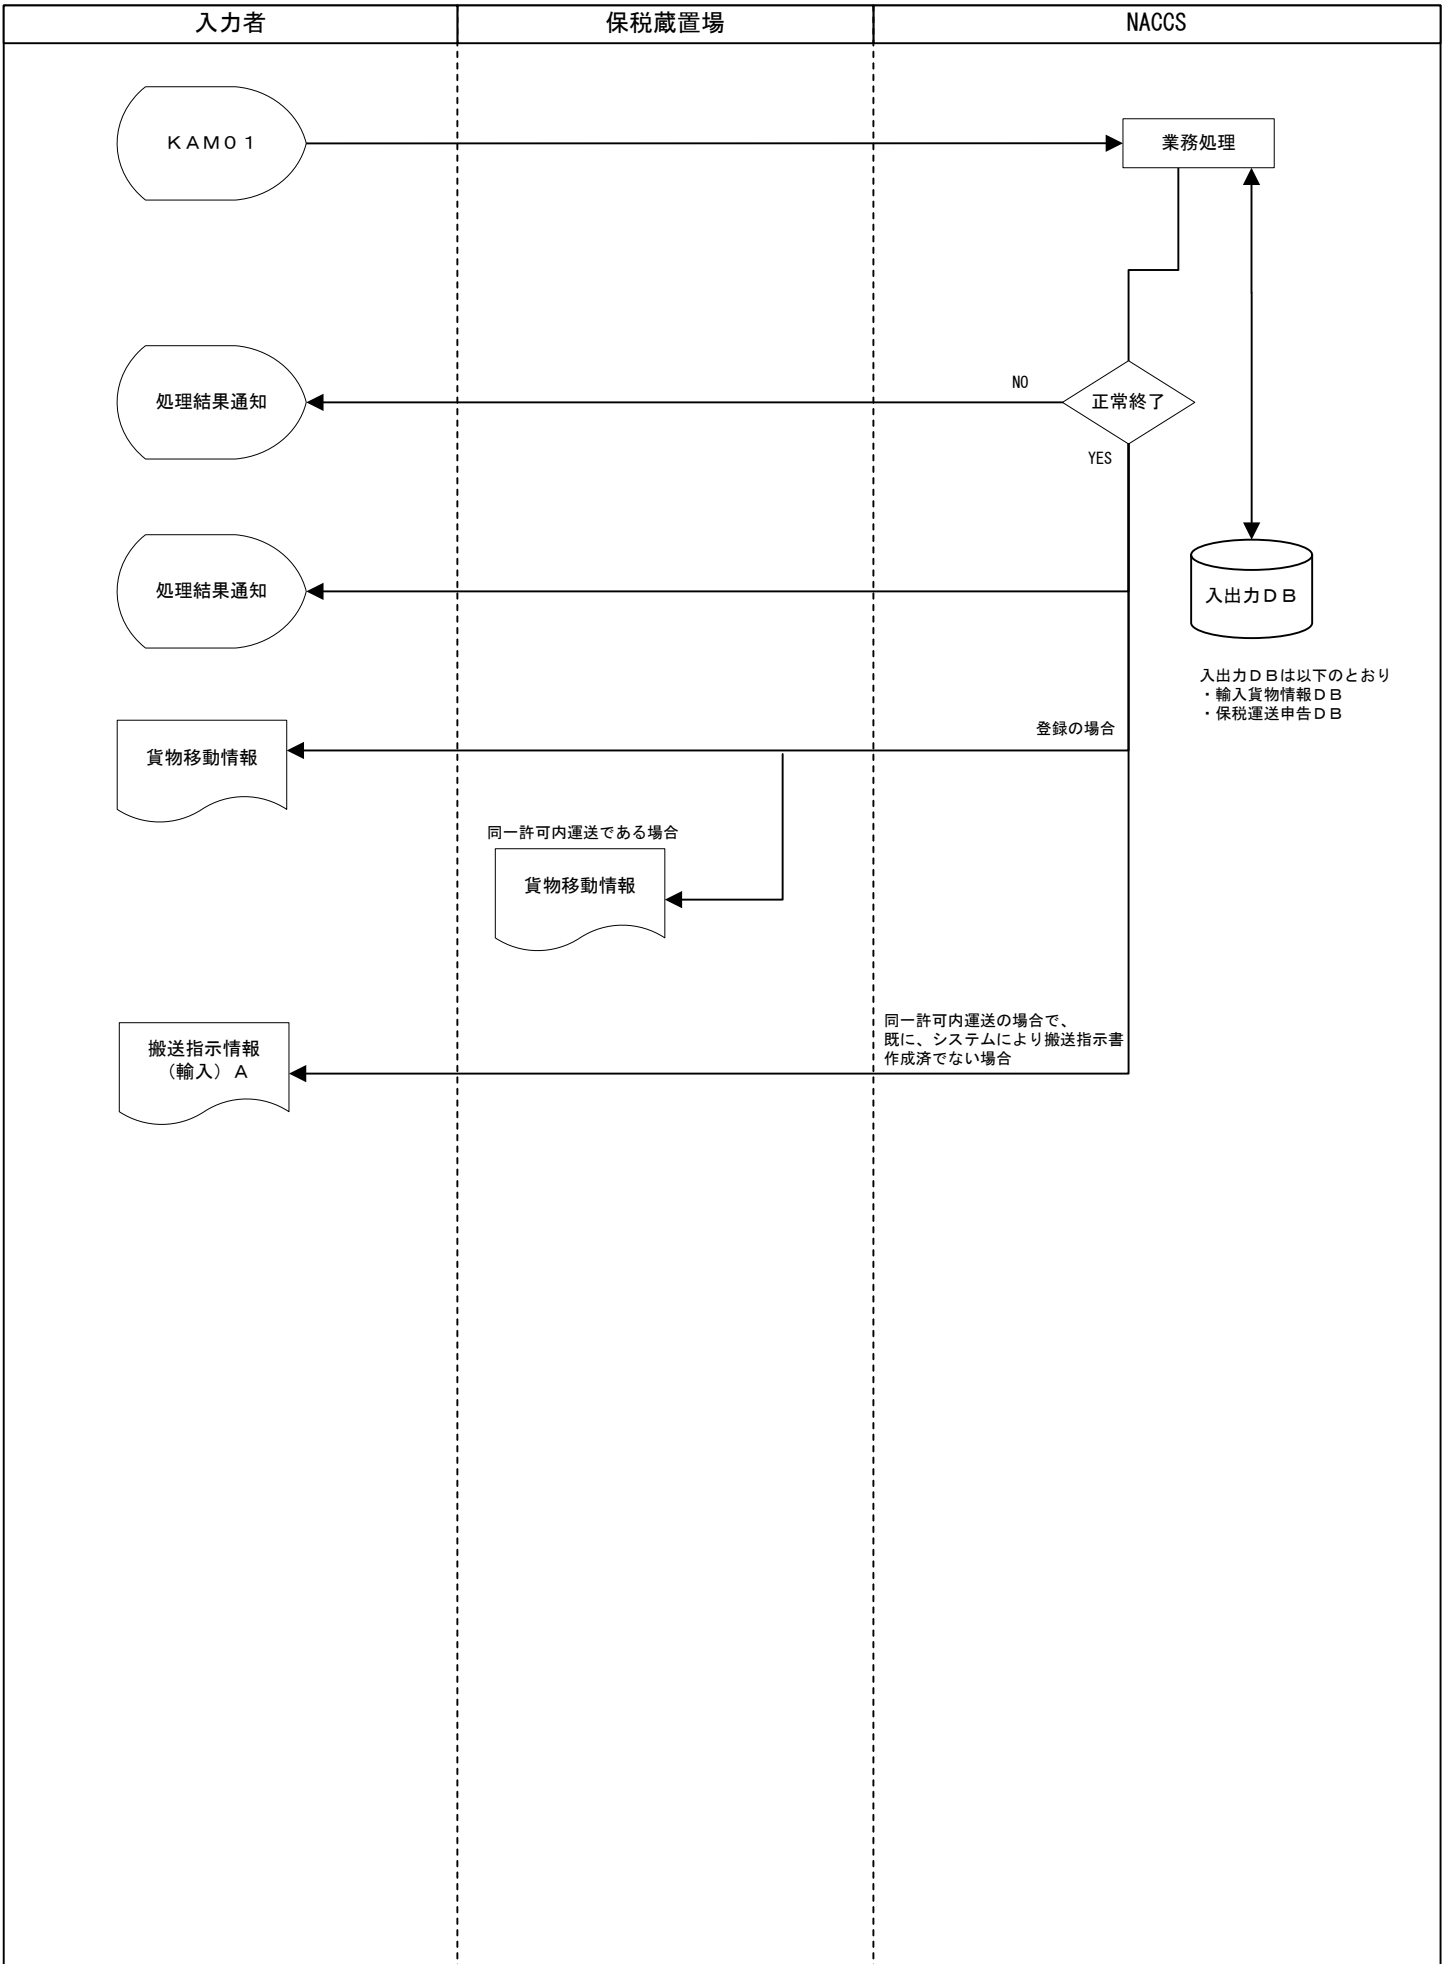 入力者
保税蔵置場
NACCS
ＫＡＭ０１
業務処理
NO
処理結果通知
正常終了
YES
処理結果通知
入出力ＤＢ
入出力ＤＢは以下のとおり
・輸入貨物情報ＤＢ
・保税運送申告ＤＢ
登録の場合
貨物移動情報
同一許可内運送である場合
貨物移動情報
同一許可内運送の場合で、
既に、システムにより搬送指示書
作成済でない場合
搬送指示情報
（輸入）Ａ